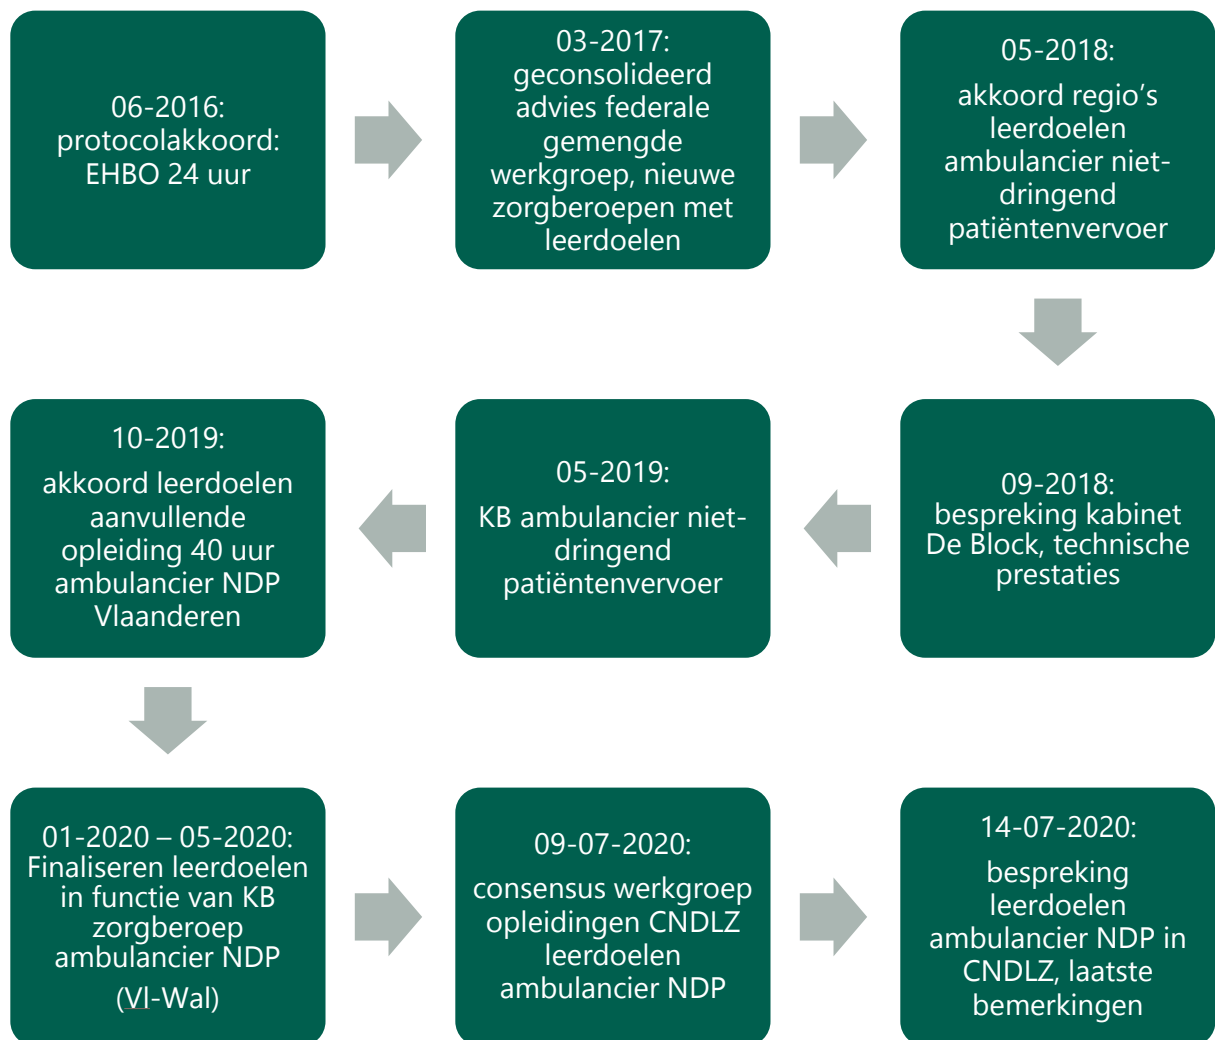 06-2016:
protocolakkoord:
EHBO 24 uur
03-2017:
geconsolideerd
advies federale
gemengde
werkgroep, nieuwe
zorgberoepen met
leerdoelen
05-2018:
akkoord regio's
leerdoelen
ambulancier niet-
dringend
patiëntenvervoer
09-2018:
bespreking kabinet
De Block, technische
prestaties
05-2019:
KB ambulancier niet-
dringend
patiëntenvervoer
10-2019:
akkoord leerdoelen
aanvullende
opleiding 40 uur
ambulancier NDP
Vlaanderen
01-2020 – 05-2020:
Finaliseren leerdoelen
in functie van KB
zorgberoep
ambulancier NDP
(Vl-Wal)
09-07-2020:
consensus werkgroep
opleidingen CNDLZ
leerdoelen
ambulancier NDP
14-07-2020:
bespreking
leerdoelen
ambulancier NDP in
CNDLZ, laatste
bemerkingen